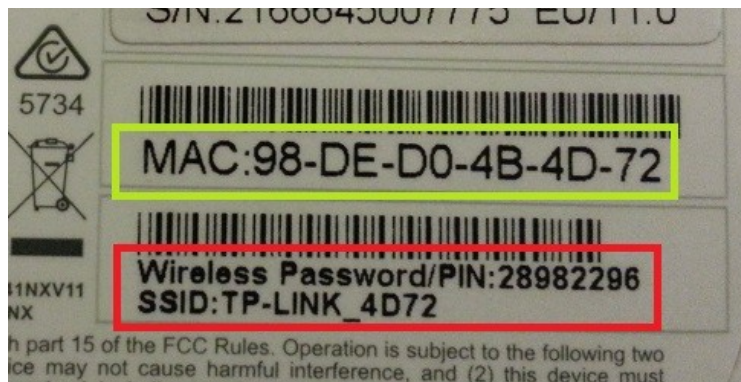 S/N:2166645007775 EU/11.0
5734
MAC:98-DE-D0-4B-4D-72
Wireless Password/PIN:28982296
SSID:TP-LINK_4D72
41NXV11
NX
h part 15 of the FCC Rules. Operation is subject to the following two
ice may not cause harmful interference, and (2) this device must